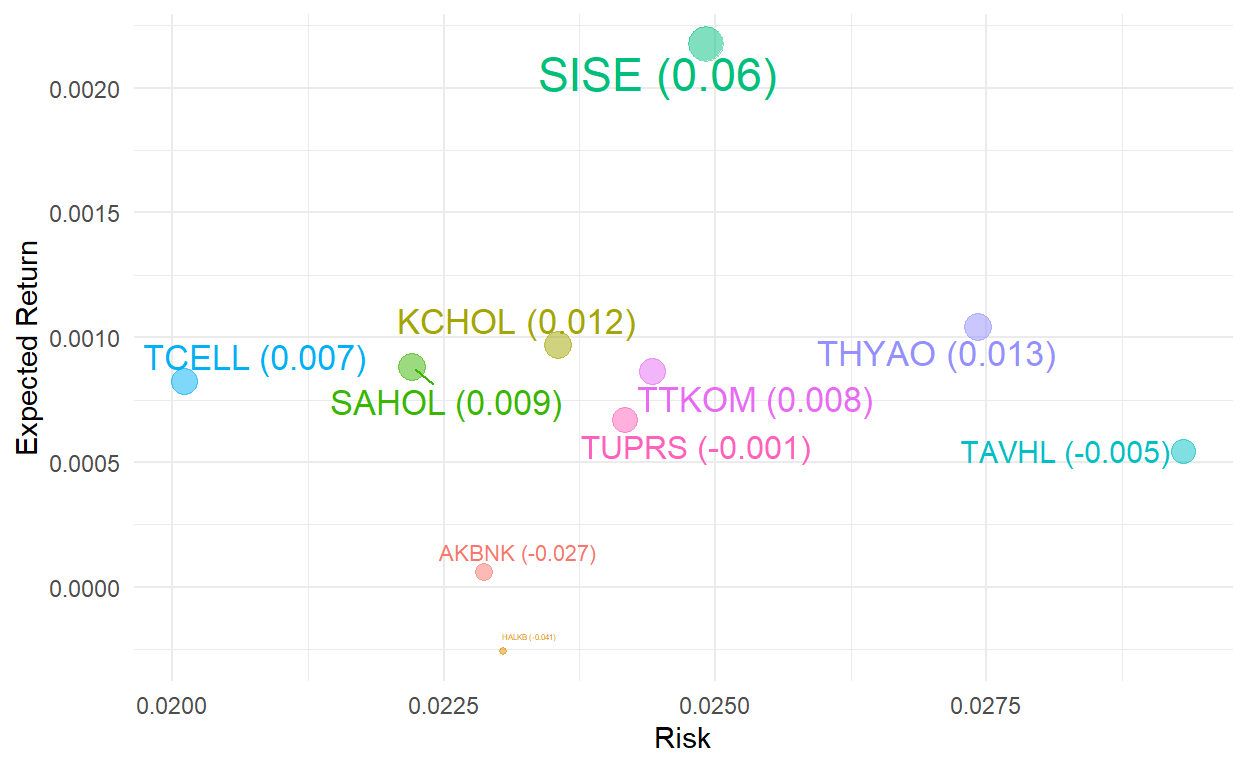 SISE (0.06)
0.0020
0.0015
KCHOL (0.012)
0.0010
TCELL (0.007)
THYAO (0.013)
SAHOL (0.009)
TTKOM (0.008)
TUPRS (-0.001)
TAVHL (-0.005)
0.0005
Expected Return
AKBNK (-0.027)
0.0000
HALKB (-0.041)
0.0200
0.0225
0.0250
0.0275
Risk